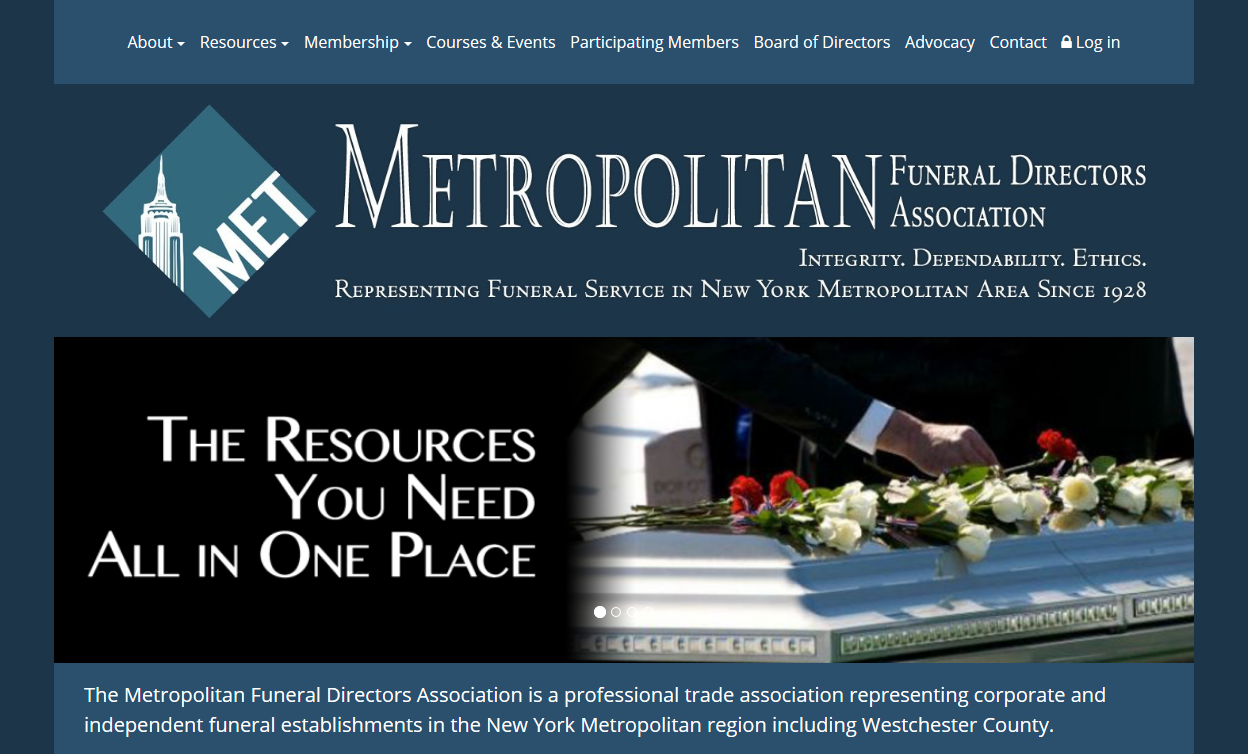 About Resources Membership Courses & Events Participating Members Board of Directors Advocacy Contact Log in
MET
METROPOLITAN FUNERAL DIRECTORS
ASSOCIATION
INTEGRITY. DEPENDABILITY. ETHICS.
REPRESENTING FUNERAL SERVICE IN NEW YORK METROPOLITAN AREA SINCE 1928
THE RESOURCES
YOU NEED
ALL IN ONE PLACE
The Metropolitan Funeral Directors Association is a professional trade association representing corporate and
independent funeral establishments in the New York Metropolitan region including Westchester County.